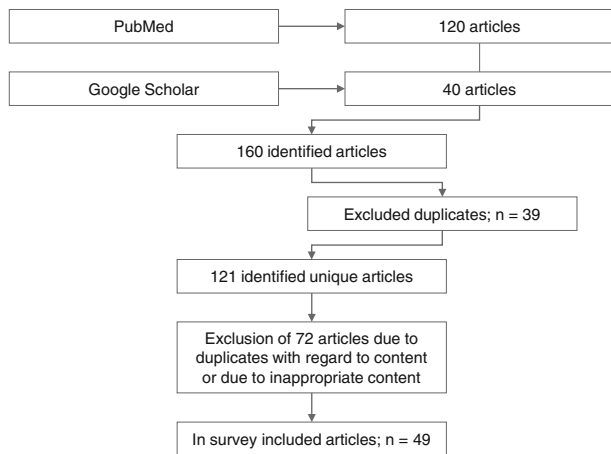 PubMed
120 articles
Google Scholar
40 articles
160 identified articles
Excluded duplicates; n = 39
121 identified unique articles
Exclusion of 72 articles due to
duplicates with regard to content
or due to inappropriate content
In survey included articles; n = 49